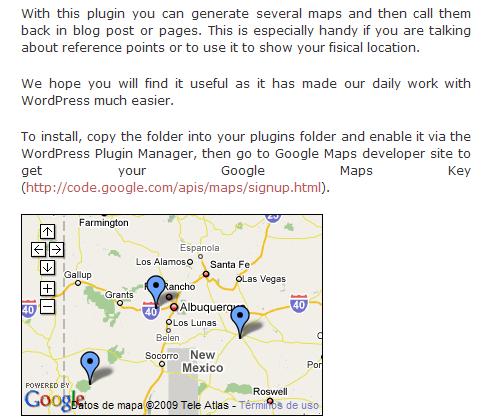 With this plugin you can generate several maps and then call them
back in blog post or pages. This is especially handy if you are talking
about reference points or to use it to show your fisical location.
We hope you will find it useful as it has made our daily work with
WordPress much easier.
To install, copy the folder into your plugins folder and enable it via the
WordPress Plugin Manager, then go to Google Maps developer site to
get your Google Maps Key
(http://code.google.com/apis/maps/signup.html).
Farmington
25
Espanola
Los Alamos
Santa Fe
Gallup
Las Vegas
Rancho
Grants
40
40
40
Albuquerque
Los Lunas
Belen
Socorro
New
Mexico
Por
Roswell
POWERED BY
Google
Datos de mapa ©2009 Tele Atlas - Términos de uso